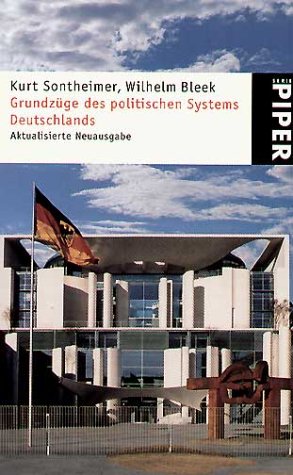 Kurt Sontheimer, Wilhelm Bleek
Grundzüge des politischen Systems
Deutschlands
Aktualisierte Neuausgabe
SERIE
PIPER